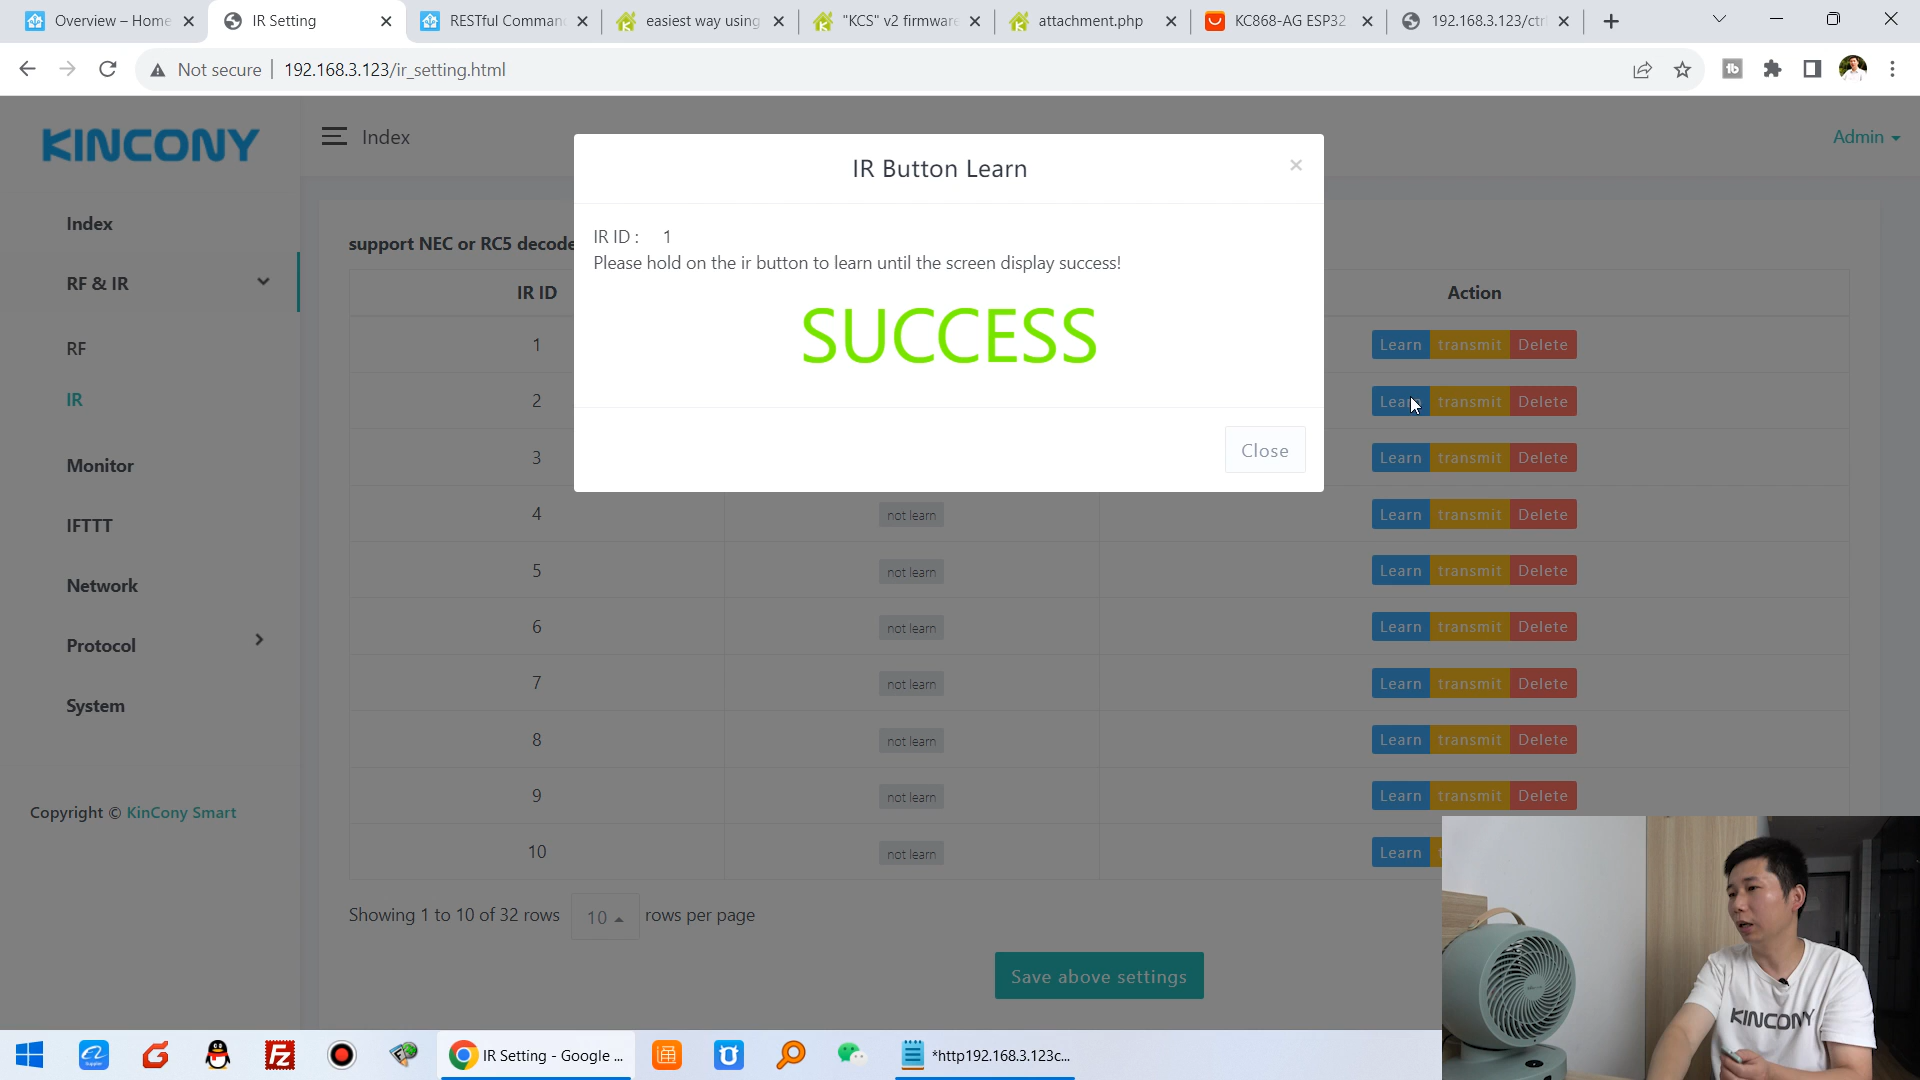 Overview – Home
IR Setting
RESTful Comman
easiest way using
"KCS" v2 firmware
attachment.php
KC868-AG ESP32
192.168.3.123/ctr
Not secure
192.168.3.123/ir_setting.html
KINCONY
Index
Admin
Index
RF & IR
RF
IR
Monitor
IFTTT
Network
Protocol
System
Copyright © KinCony Smart
support NEC or RC5 decode
IR ID
Action
1
Learn transmit Delete
2
Learn transmit Delete
3
Learn transmit Delete
4
not learn
Learn transmit Delete
5
not learn
Learn transmit Delete
6
not learn
Learn transmit Delete
7
not learn
Learn transmit Delete
8
not learn
Learn transmit Delete
9
not learn
Learn transmit Delete
10
not learn
Learn
Showing 1 to 10 of 32 rows 10 rows per page
Save above settings
IR Button Learn
×
IR ID : 1
Please hold on the ir button to learn until the screen display success!
SUCCESS
Close
KINCONY
IR Setting - Google ...
*http192.168.3.123c...